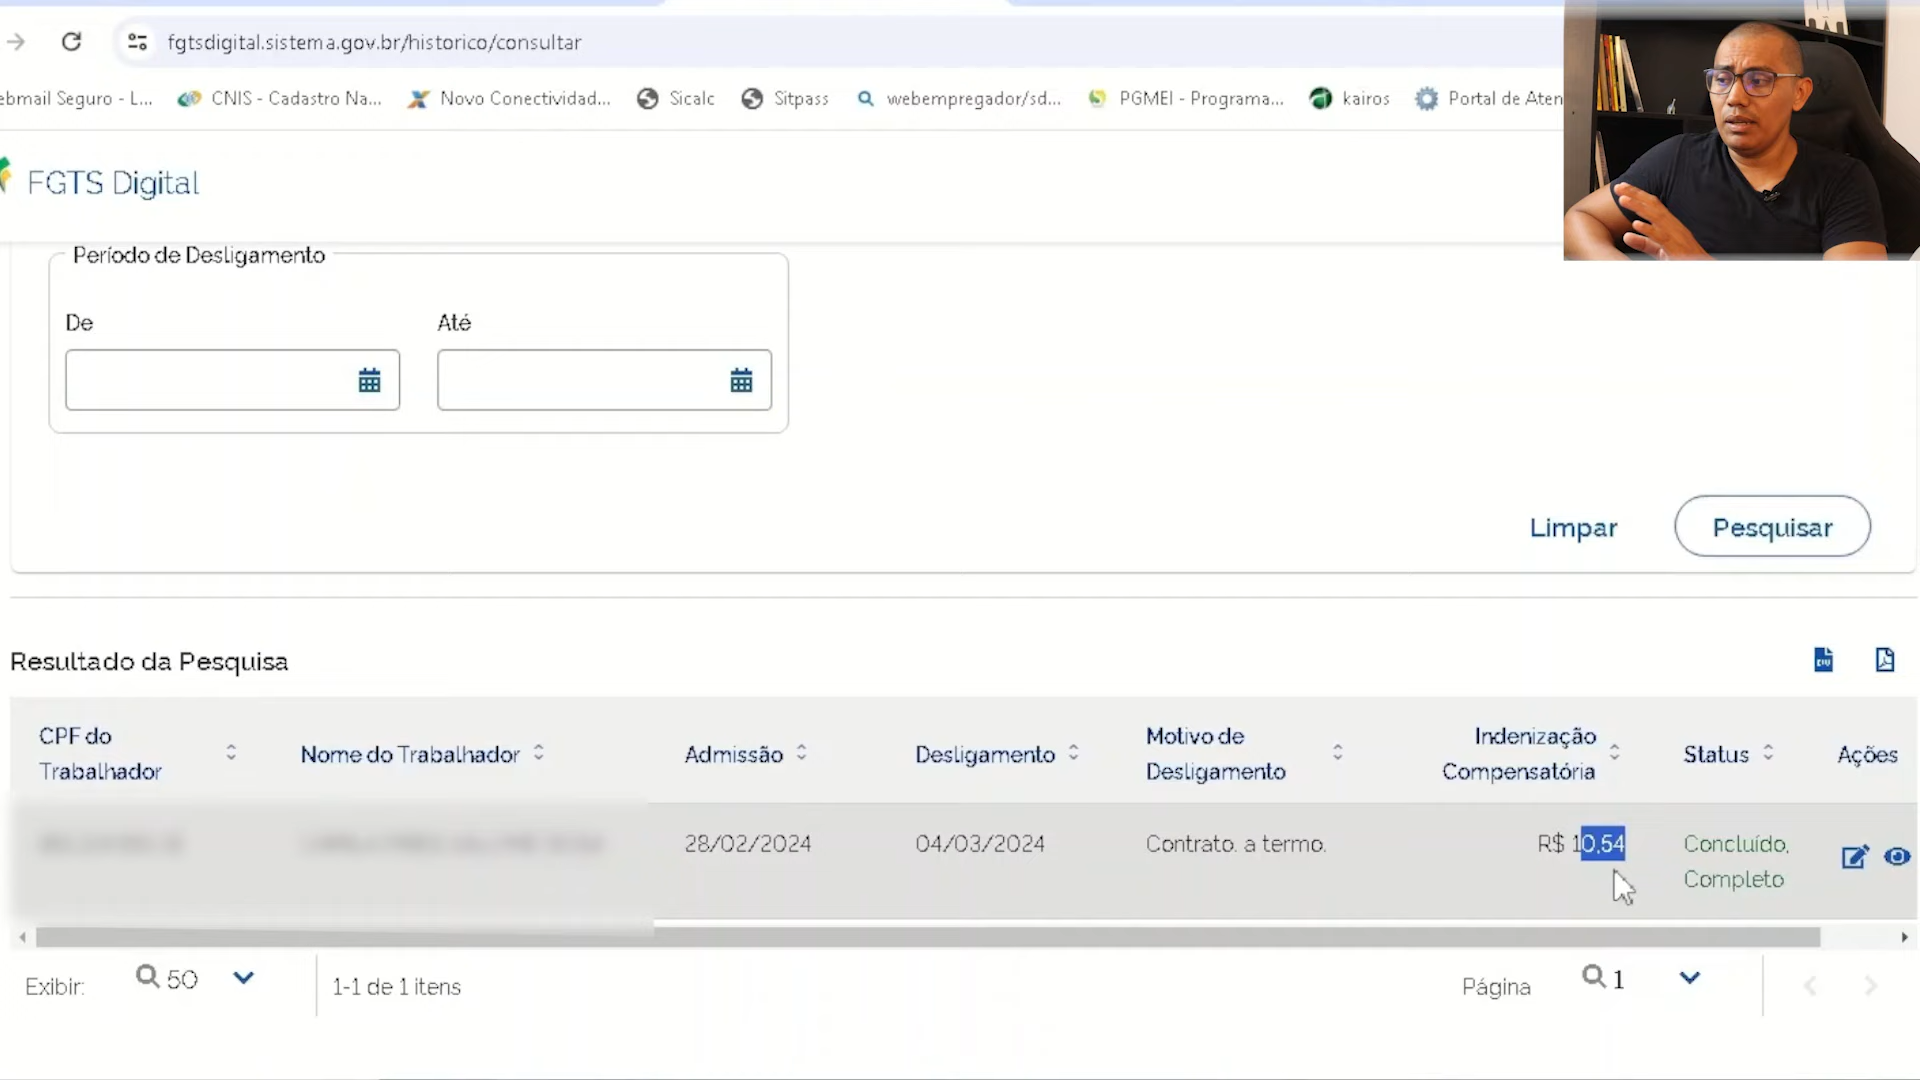 fgtsdigital.sistema.gov.br/historico/consultar
ebmail Seguro - L...
CNIS - Cadastro Na...
Novo Conectividad...
Sicalc
Sitpass
webempregador/sd...
PGMEI - Programa...
kairos
Portal de Aten
FGTS Digital
Período de Desligamento
De
Até
Limpar
Pesquisar
Resultado da Pesquisa
CPF do Trabalhador
Nome do Trabalhador
Admissão
Desligamento
Motivo de Desligamento
Indenização Compensatória
Status
Ações
28/02/2024
04/03/2024
Contrato. a termo.
R$ 10,54
Concluído,
Completo
Exibir:
50
1-1 de 1 itens
Página
1